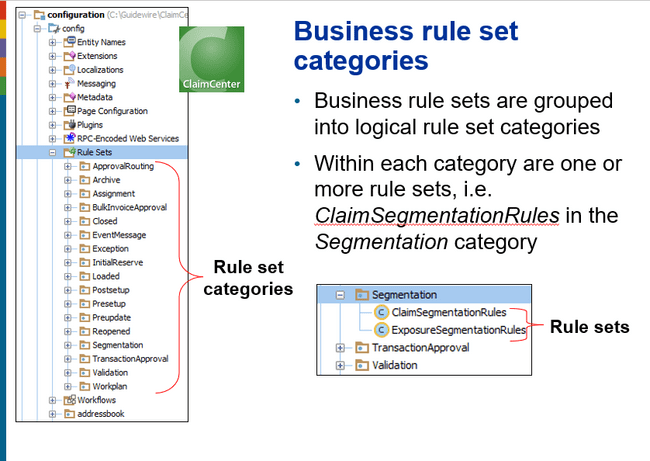 configuration (C:\Guidewire\ClaimCe
config
Entity Names
Extensions
Localizations
Messaging
Metadata
Page Configuration
Plugins
RPC-Encoded Web Services
Rule Sets
ApprovalRouting
Archive
Assignment
BulkInvoiceApproval
Closed
EventMessage
Exception
InitialReserve
Loaded
Postsetup
Presetup
Preupdate
Reopened
Segmentation
TransactionApproval
Validation
Workplan
Workflows
addressbook
ClaimCenter
Rule set
categories
Business rule set
categories
• Business rule sets are grouped
into logical rule set categories
• Within each category are one or
more rule sets, i.e.
ClaimSegmentationRules in the
Segmentation category
Segmentation
C ClaimSegmentationRules
C ExposureSegmentationRules
TransactionApproval
Validation
Rule sets